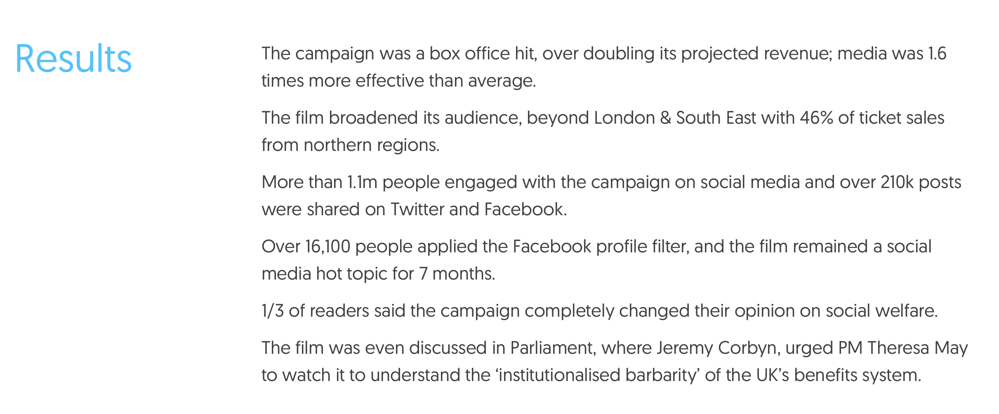 Results
The campaign was a box office hit, over doubling its projected revenue; media was 1.6
times more effective than average.
The film broadened its audience, beyond London & South East with 46% of ticket sales
from northern regions.
More than 1.1m people engaged with the campaign on social media and over 210k posts
were shared on Twitter and Facebook.
Over 16,100 people applied the Facebook profile filter, and the film remained a social
media hot topic for 7 months.
1/3 of readers said the campaign completely changed their opinion on social welfare.
The film was even discussed in Parliament, where Jeremy Corbyn, urged PM Theresa May
to watch it to understand the ‘institutionalised barbarity’ of the UK’s benefits system.